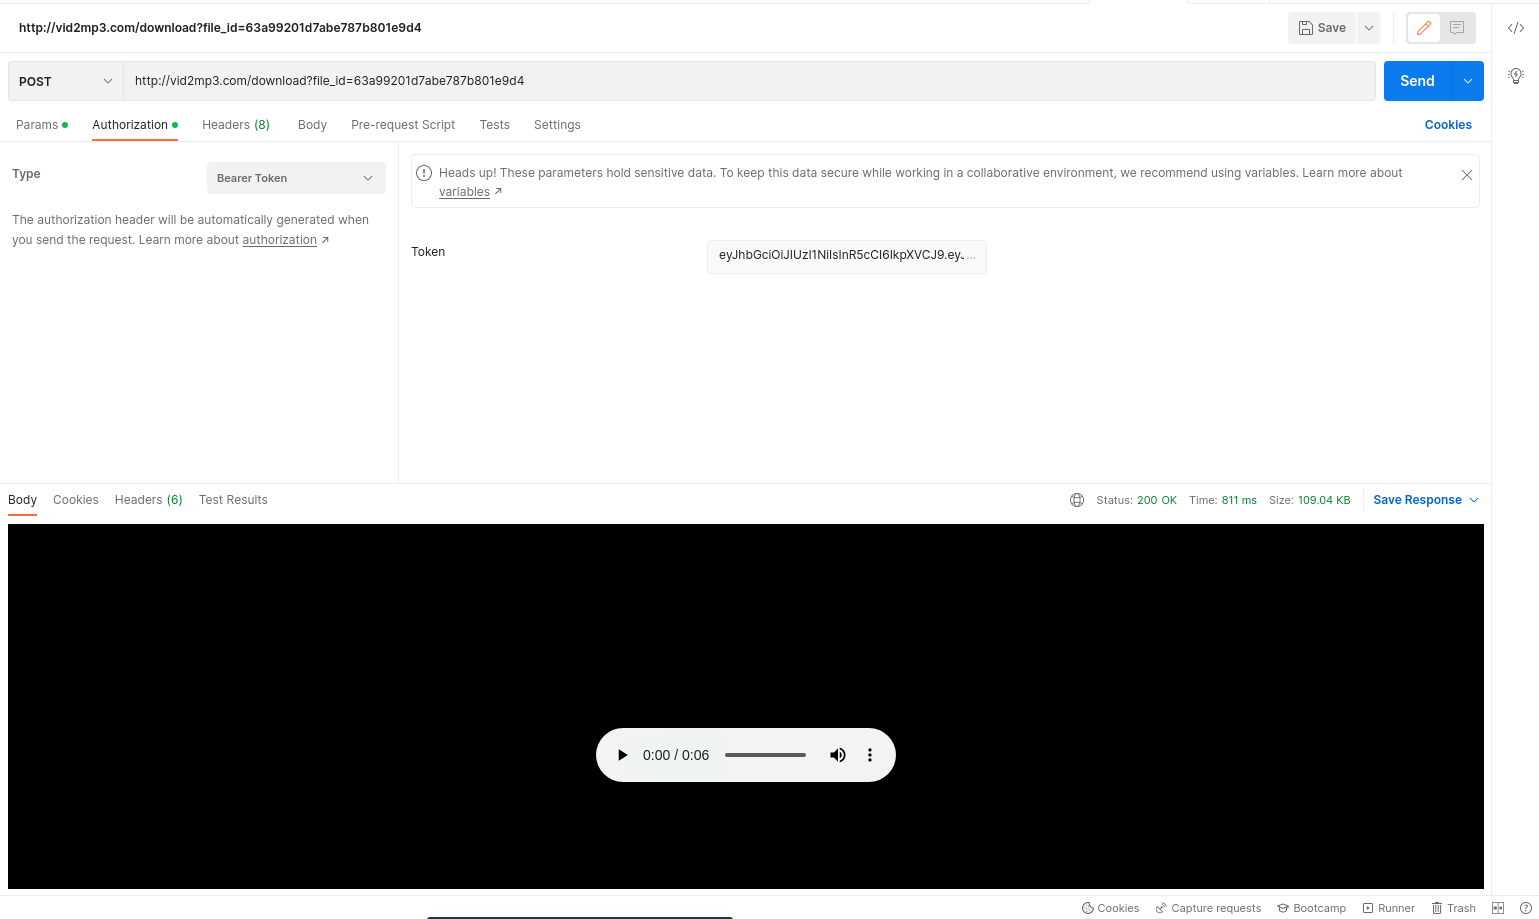 http://vid2mp3.com/download?file_id=63a99201d7abe787b801e9d4
Save
POST
http://vid2mp3.com/download?file_id=63a99201d7abe787b801e9d4
Send
Params
Authorization
Headers (8)
Body
Pre-request Script
Tests
Settings
Cookies
Type
Bearer Token
The authorization header will be automatically generated when
you send the request. Learn more about authorization ↗
Heads up! These parameters hold sensitive data. To keep this data secure while working in a collaborative environment, we recommend using variables. Learn more about
variables ↗
Token
eyJhbGciOiJIUzI1NiIsInR5cCI6IkpXVCJ9.ey. ...
Body
Cookies
Headers (6)
Test Results
Status: 200 OK
Time: 811 ms
Size: 109.04 KB
Save Response
0:00 / 0:06
Cookies
Capture requests
Bootcamp
Runner
Trash